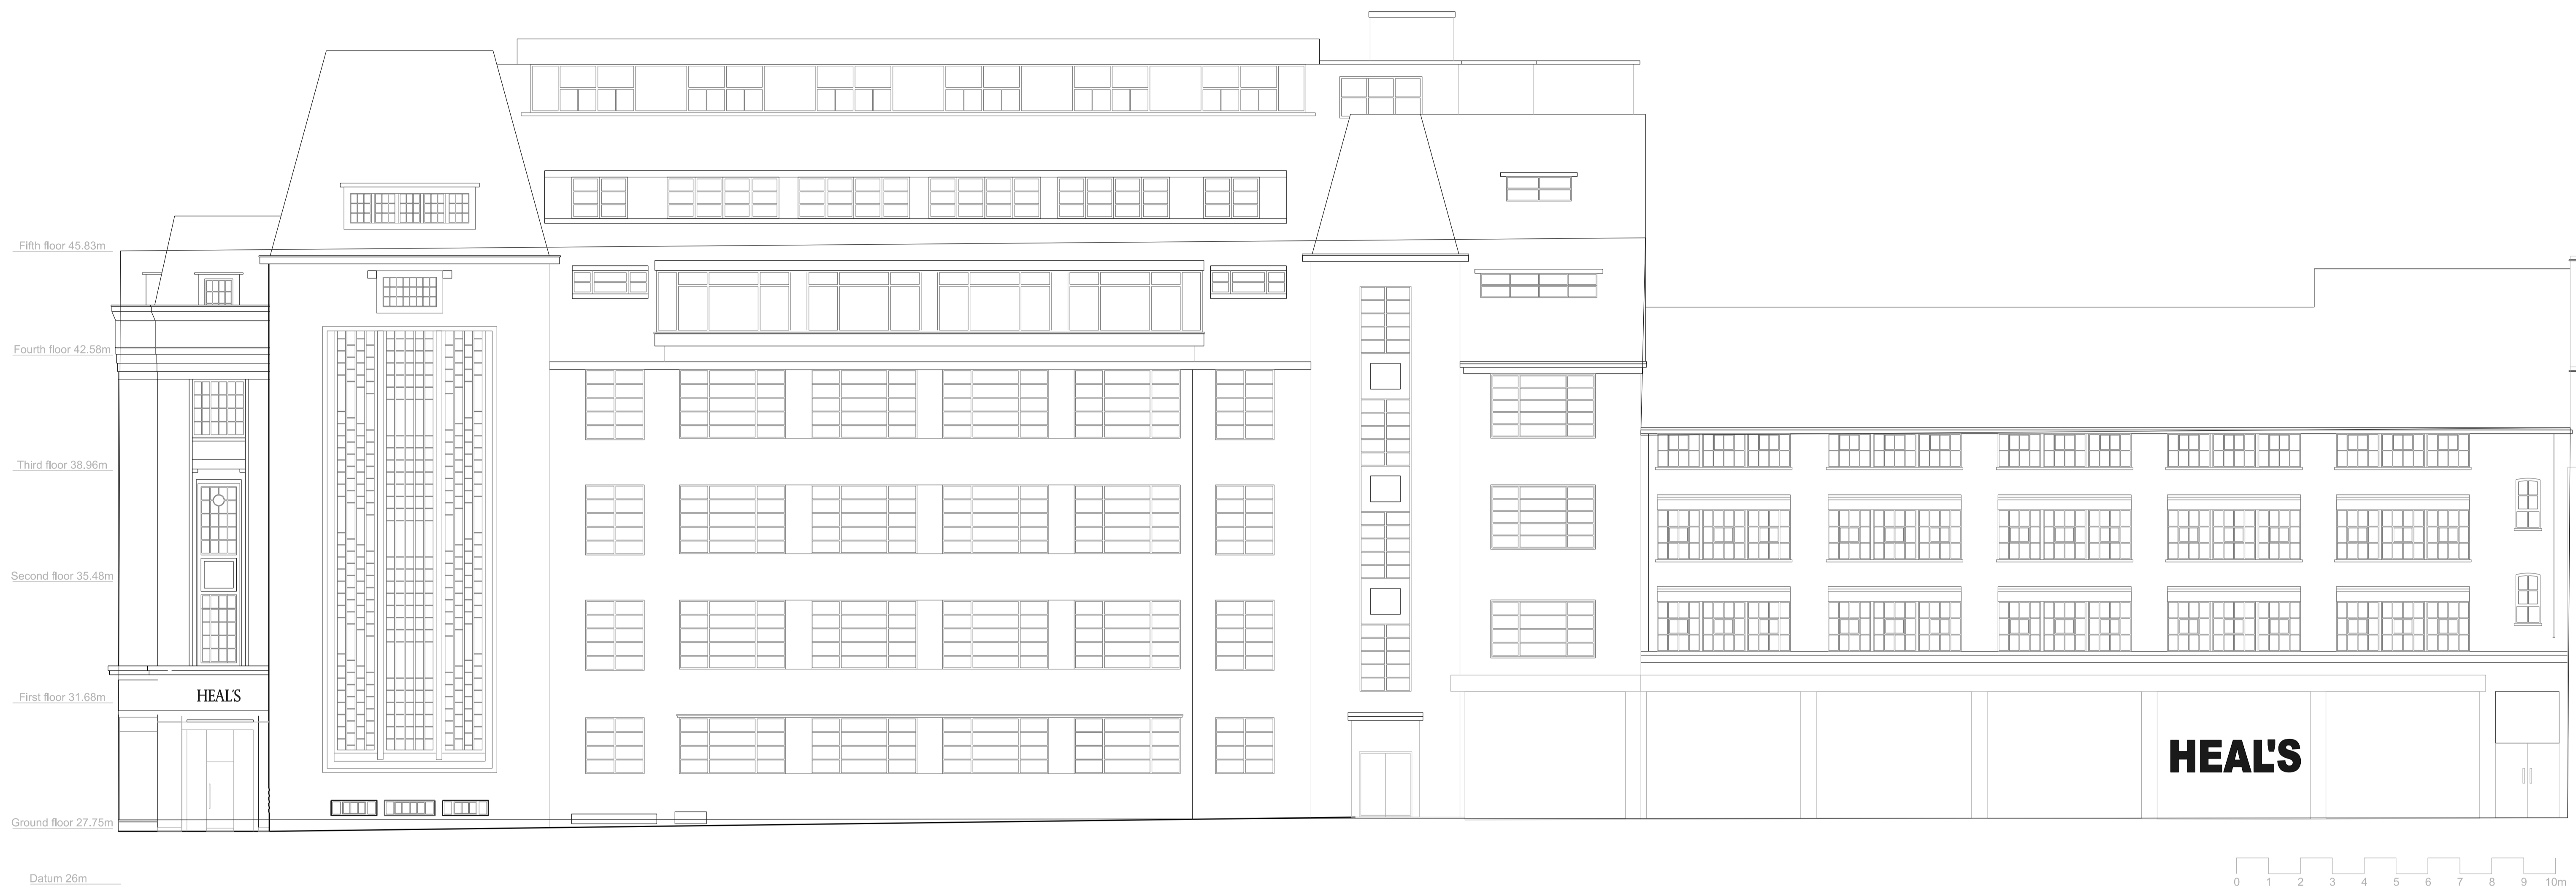 Fifth floor 45.83m
Fourth floor 42.58m
Third floor 38.96m
Second floor 35.48m
First floor 31.68m
HEAL'S
HEAL'S
Ground floor 27.75m
Datum 26m
0 1 2 3 4 5 6 7 8 9 10m